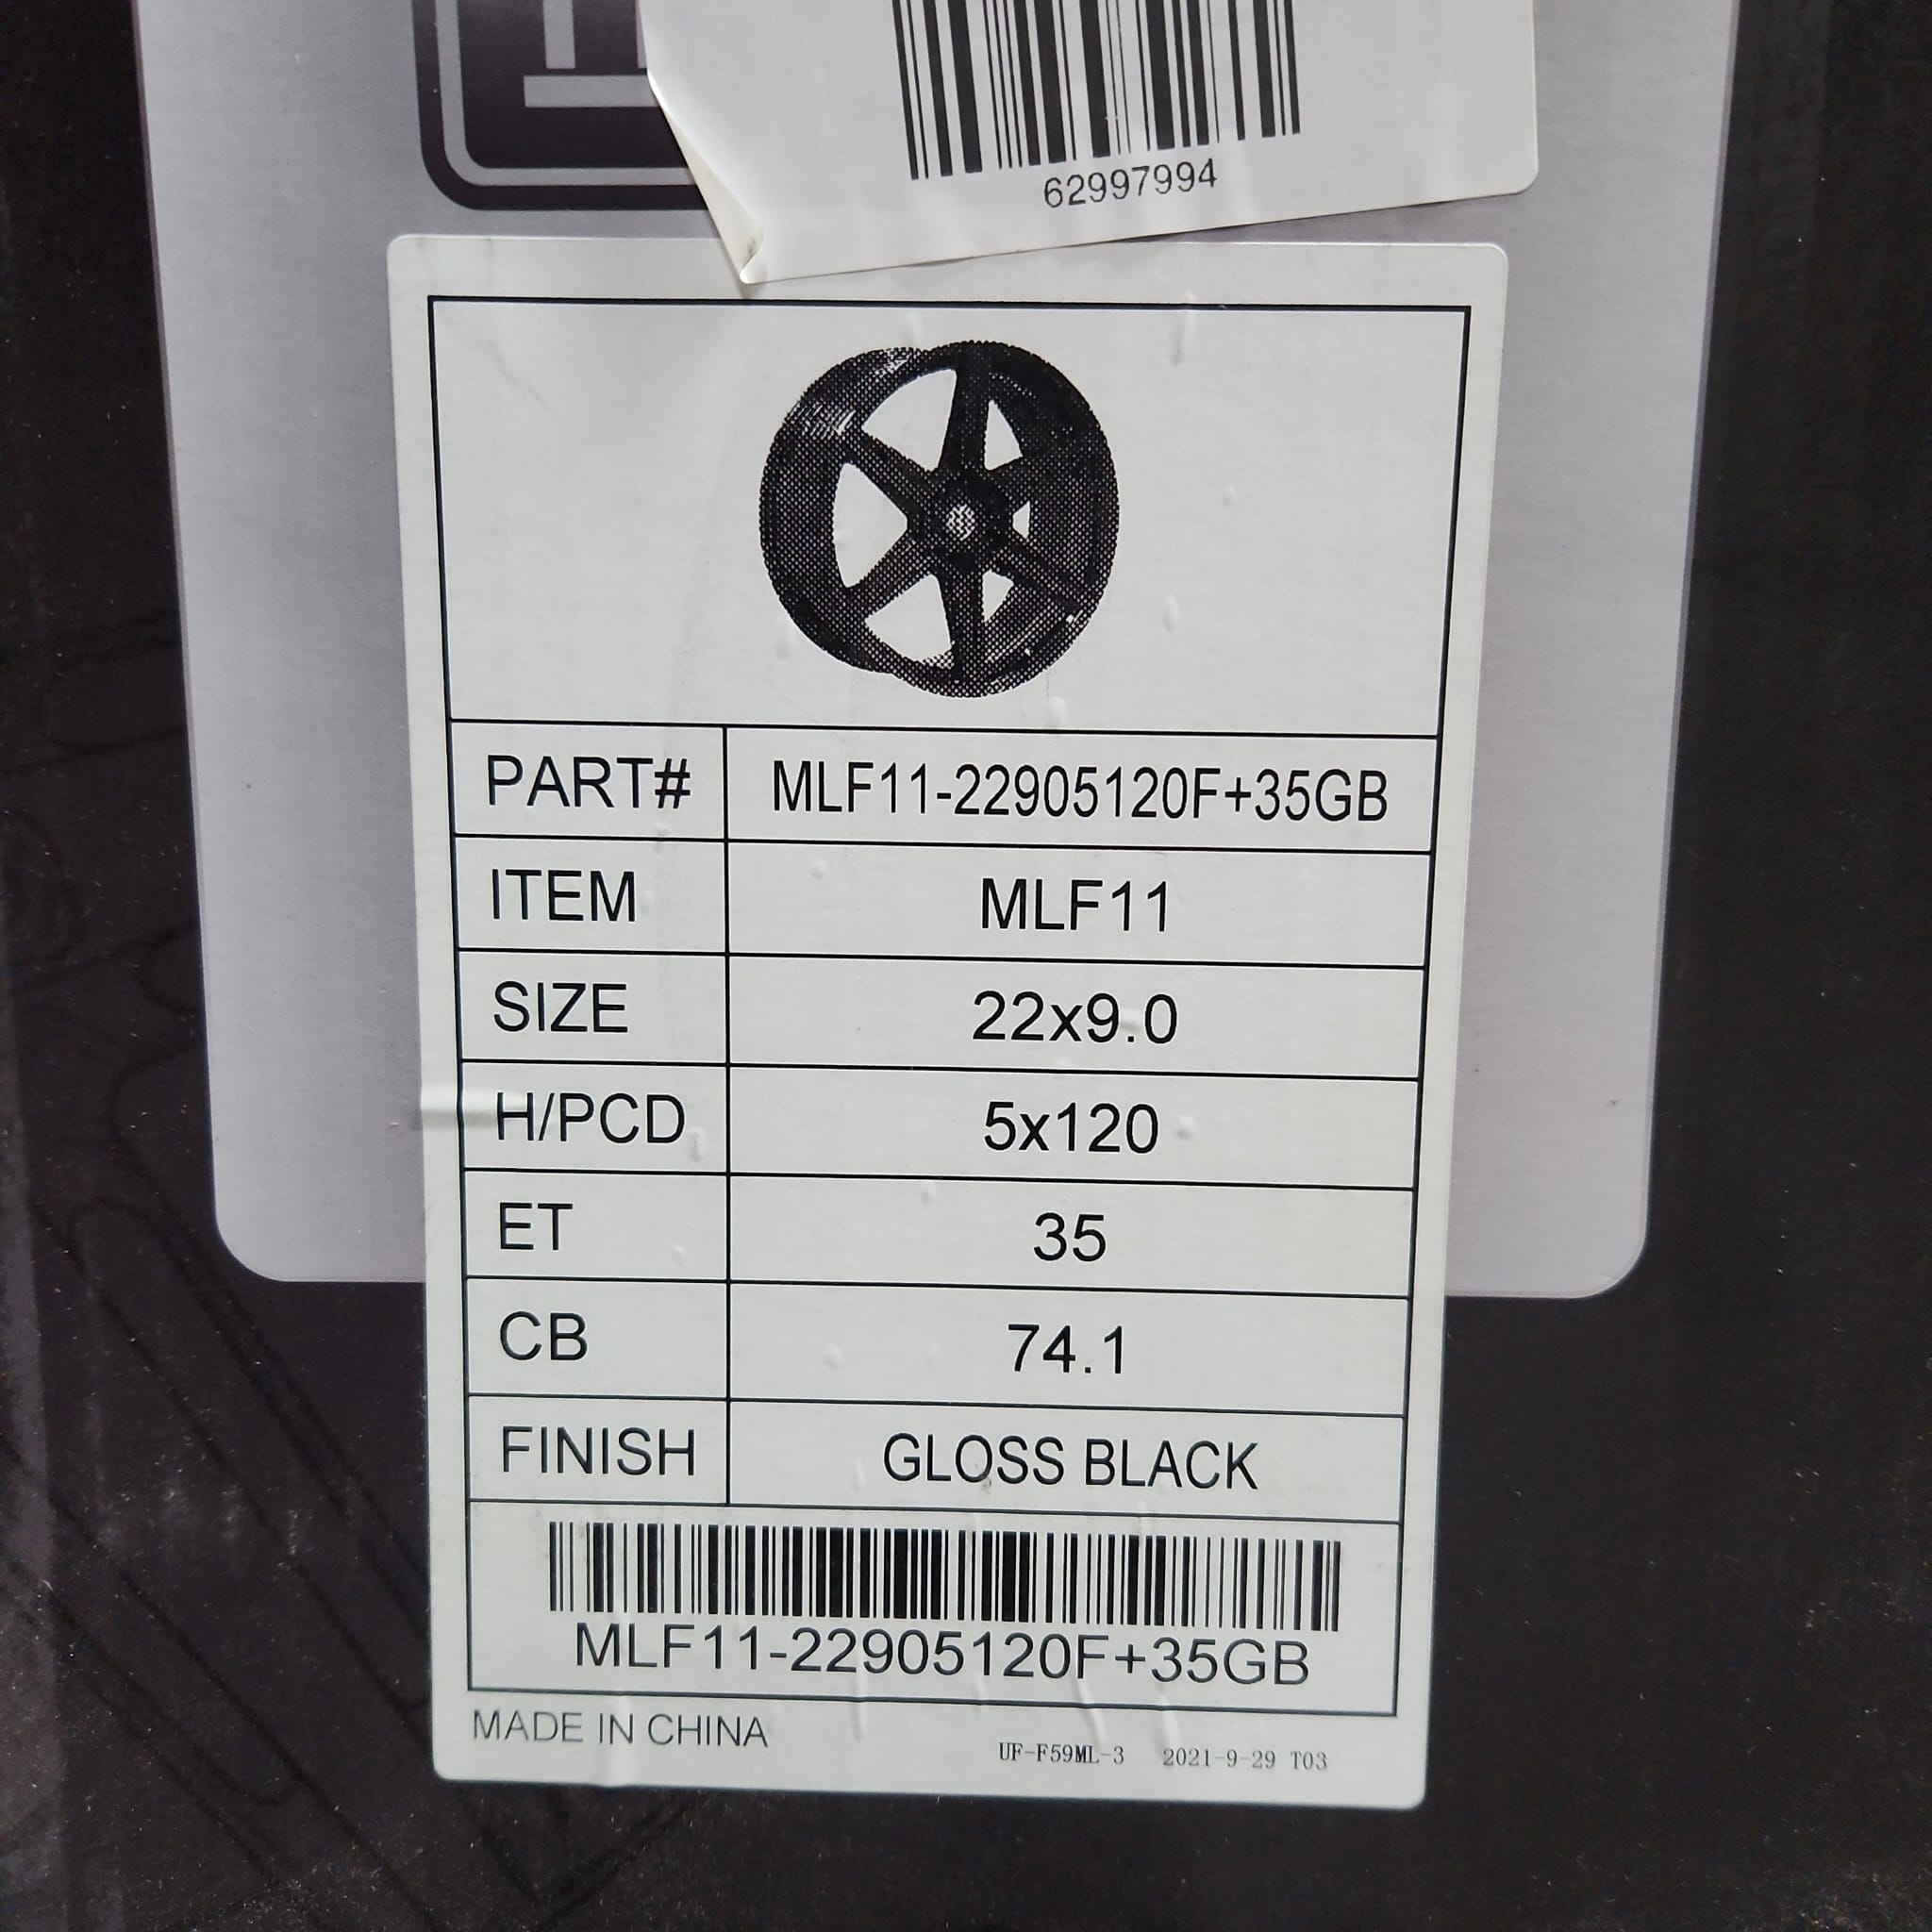 62997994
PART# MLF11-22905120F+35GB
ITEM MLF11
SIZE 22x9.0
H/PCD 5x120
ET 35
CB 74.1
FINISH GLOSS BLACK
MLF11-22905120F+35GB
MADE IN CHINA
UF-F59ML-3 2021-9-29 T03